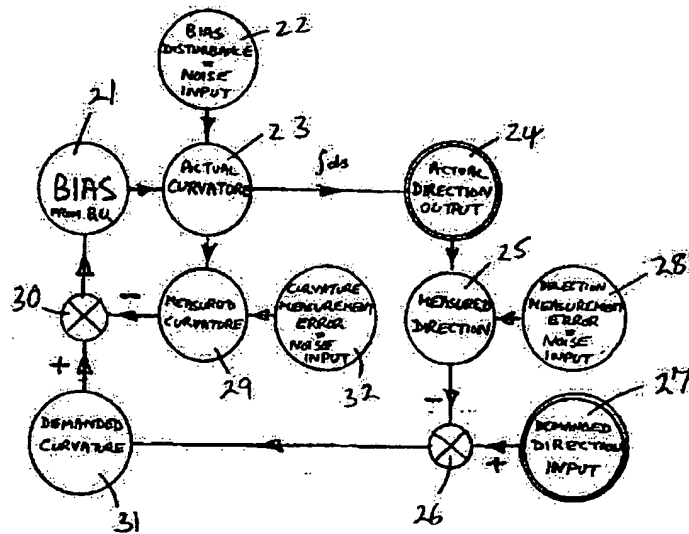 22
BIAS
DISTURBANCE
=
NOISE
INPUT
21
23
24
BIAS
FROM B.U.
ACTUAL
CURVATURE
∫ds
ACTUAL
DIRECTION
OUTPUT
25
28
30
−
MEASURED
CURVATURE
CURVATURE
MEASUREMENT
ERROR
=
NOISE
INPUT
MEASURED
DIRECTION
DIRECTION
MEASUREMENT
ERROR
=
NOISE
INPUT
+
29
32
27
−
DEMANDED
CURVATURE
+
DEMANDED
DIRECTION
INPUT
31
26